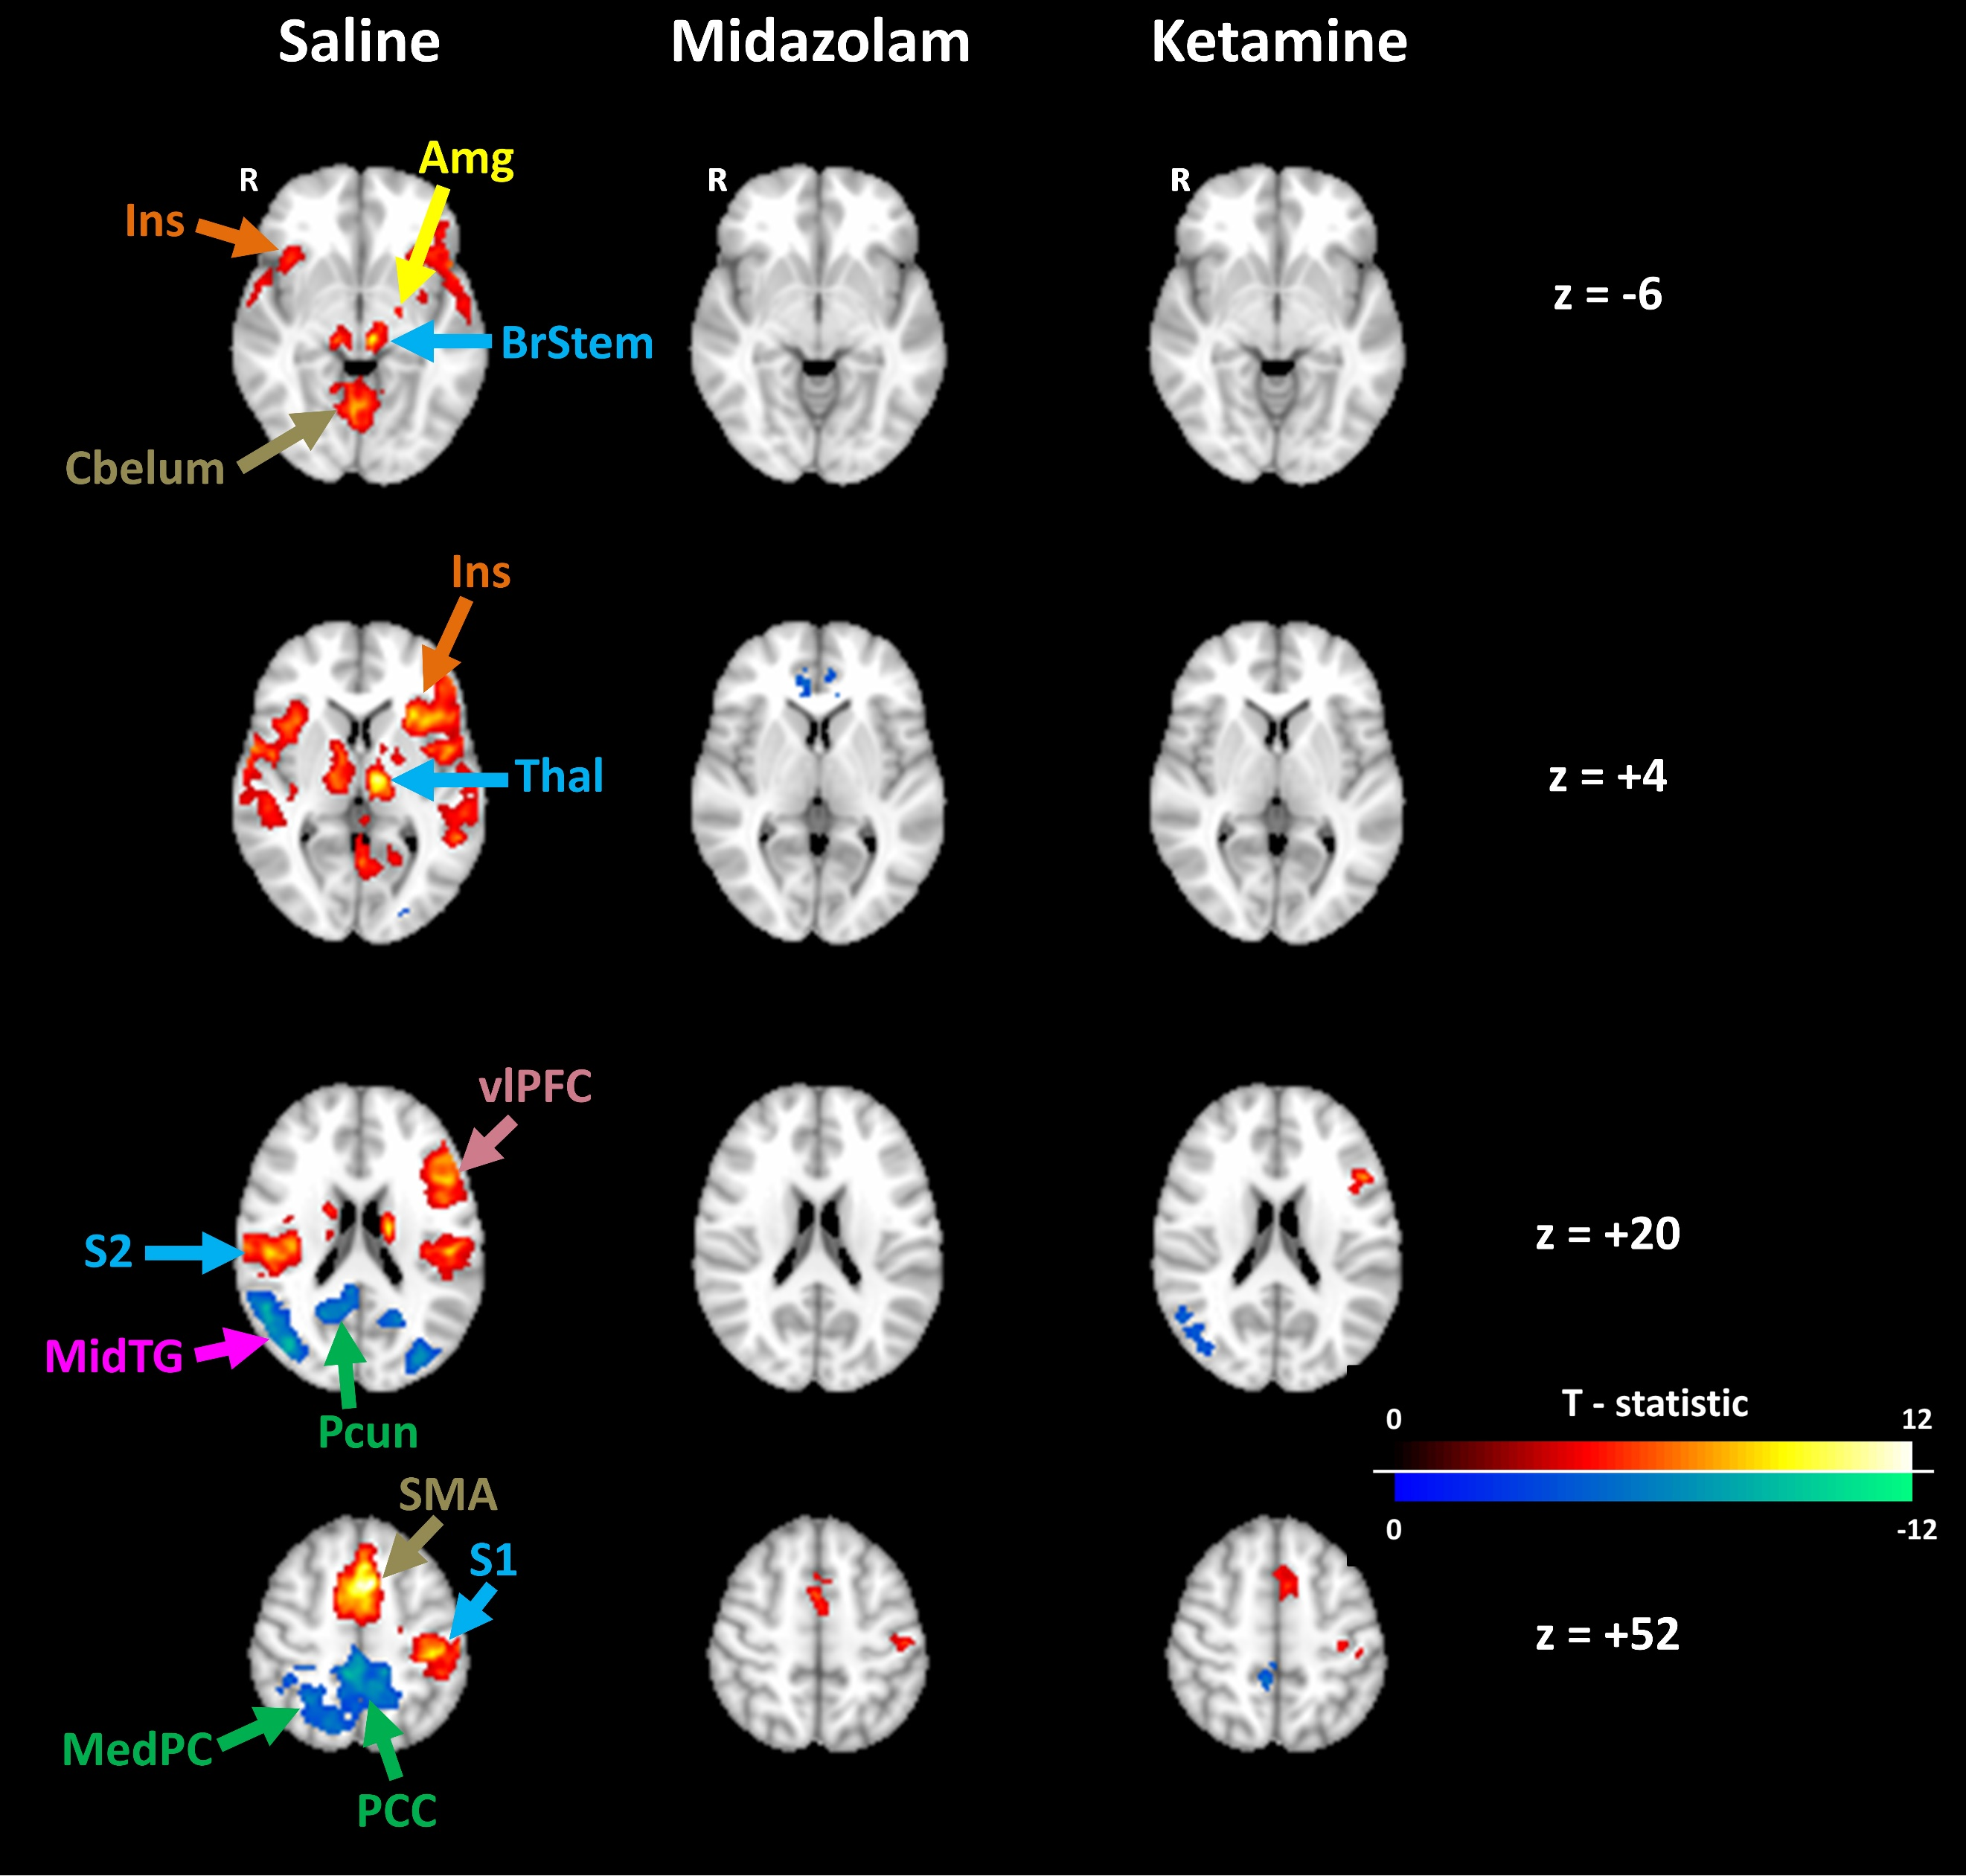 Saline Midazolam Ketamine
Amg
R R R
Ins
z = -6
BrStem
Cbelum
Ins
Thal
z = +4
vlPFC
S2
z = +20
MidTG
Pcun
T - statistic
0 12
0 -12
SMA
S1
z = +52
MedPC
PCC